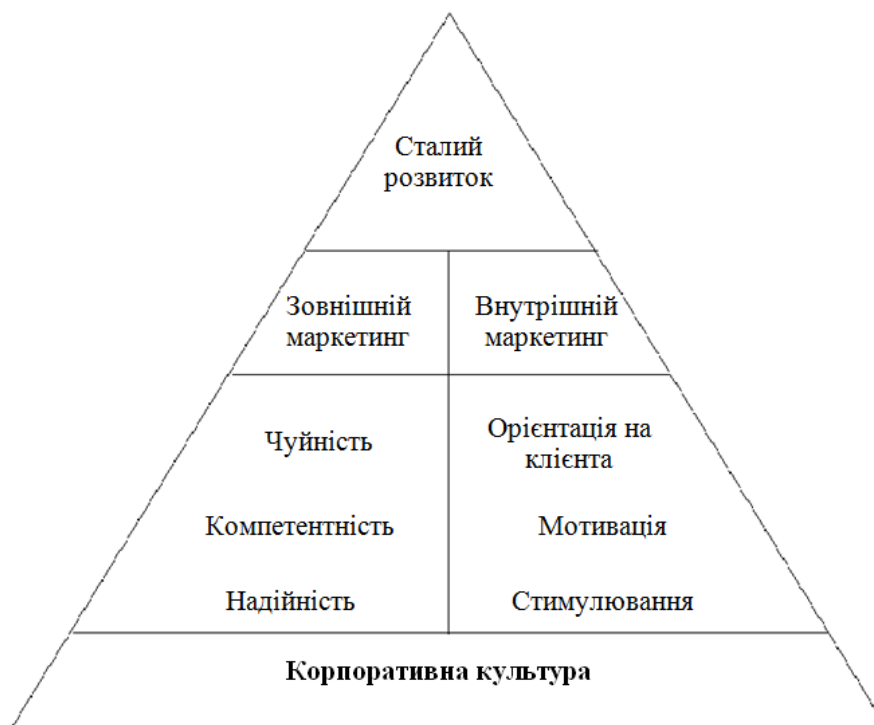 Сталий
розвиток
Зовнішній
маркетинг
Внутрішній
маркетинг
Чуйність
Орієнтація на
клієнта
Компетентність
Мотивація
Надійність
Стимулювання
Корпоративна культура